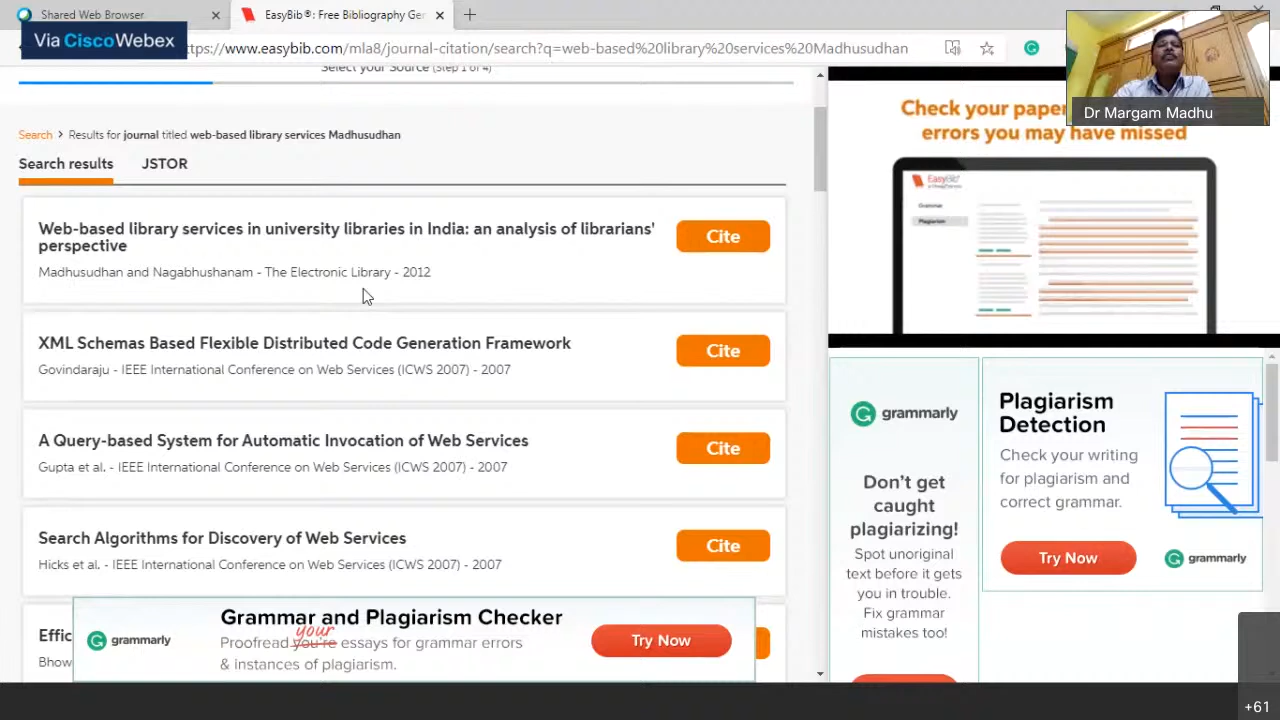 Shared Web Browser
EasyBib®: Free Bibliography Ger
Via CiscoWebex
ttps://www.easybib.com/mla8/journal-citation/search?q=web-based%20library%20services%20Madhusudhan
Select your Source (Step 1 of 4)
Search > Results for journal titled web-based library services Madhusudhan
Search results JSTOR
Web-based library services in university libraries in India: an analysis of librarians'
perspective
Madhusudhan and Nagabhushanam - The Electronic Library - 2012
Cite
XML Schemas Based Flexible Distributed Code Generation Framework
Govindaraju - IEEE International Conference on Web Services (ICWS 2007) - 2007
Cite
A Query-based System for Automatic Invocation of Web Services
Gupta et al. - IEEE International Conference on Web Services (ICWS 2007) - 2007
Cite
Search Algorithms for Discovery of Web Services
Hicks et al. - IEEE International Conference on Web Services (ICWS 2007) - 2007
Cite
Effic
Bhow
grammarly
Grammar and Plagiarism Checker
your
Proofread you're essays for grammar errors
& instances of plagiarism.
Try Now
Check your paper
errors you may have missed
EasyBib
Grammar
Plagiarism
Dr Margam Madhu
grammarly
Don't get
caught
plagiarizing!
Spot unoriginal
text before it gets
you in trouble.
Fix grammar
mistakes too!
Plagiarism
Detection
Check your writing
for plagiarism and
correct grammar.
Try Now
grammarly
+61